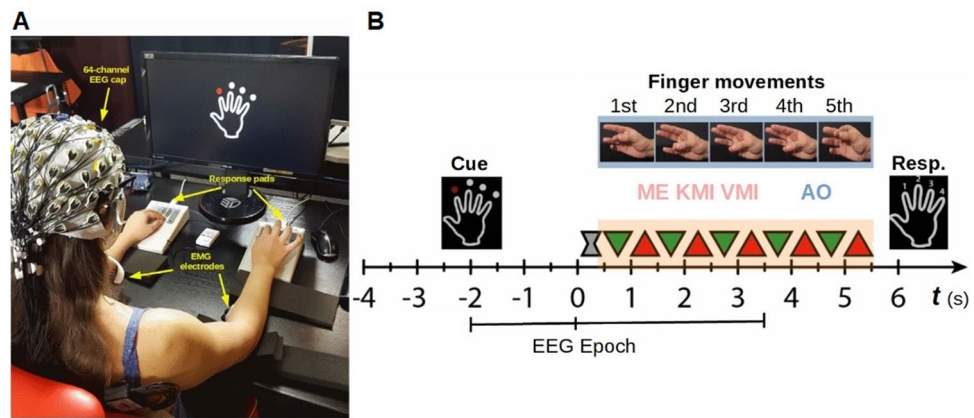 A
64-channel
EEG cap
Response pads
EMG
electrodes
B
Finger movements
1st 2nd 3rd 4th 5th
Cue
ME KMI VMI AO
Resp.
1 2 3 4
-4 -3 -2 -1 0 1 2 3 4 5 6 t (s)
EEG Epoch